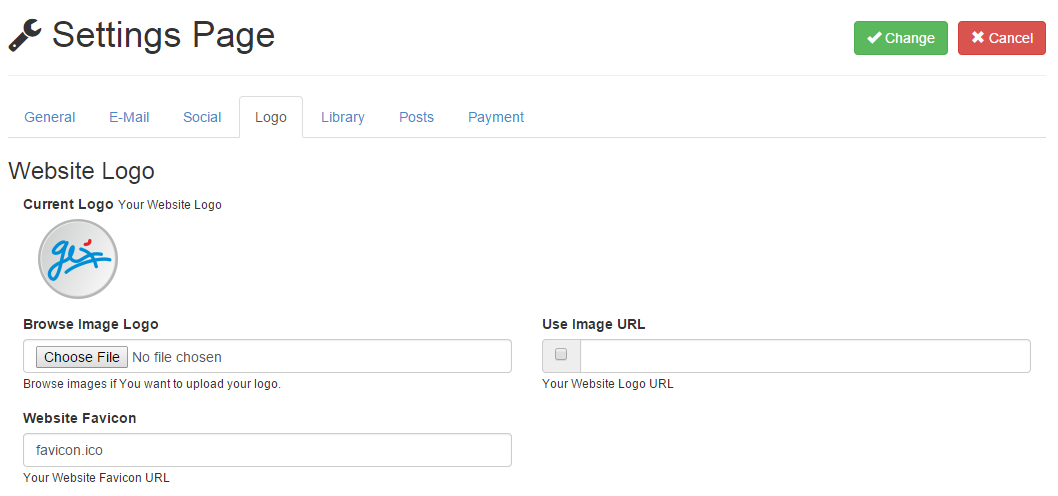 Settings Page
Change Cancel
General E-Mail Social Logo Library Posts Payment
Website Logo
Current Logo Your Website Logo
gix
Browse Image Logo Use Image URL
Choose File No file chosen
Browse images if You want to upload your logo. Your Website Logo URL
Website Favicon
favicon.ico
Your Website Favicon URL